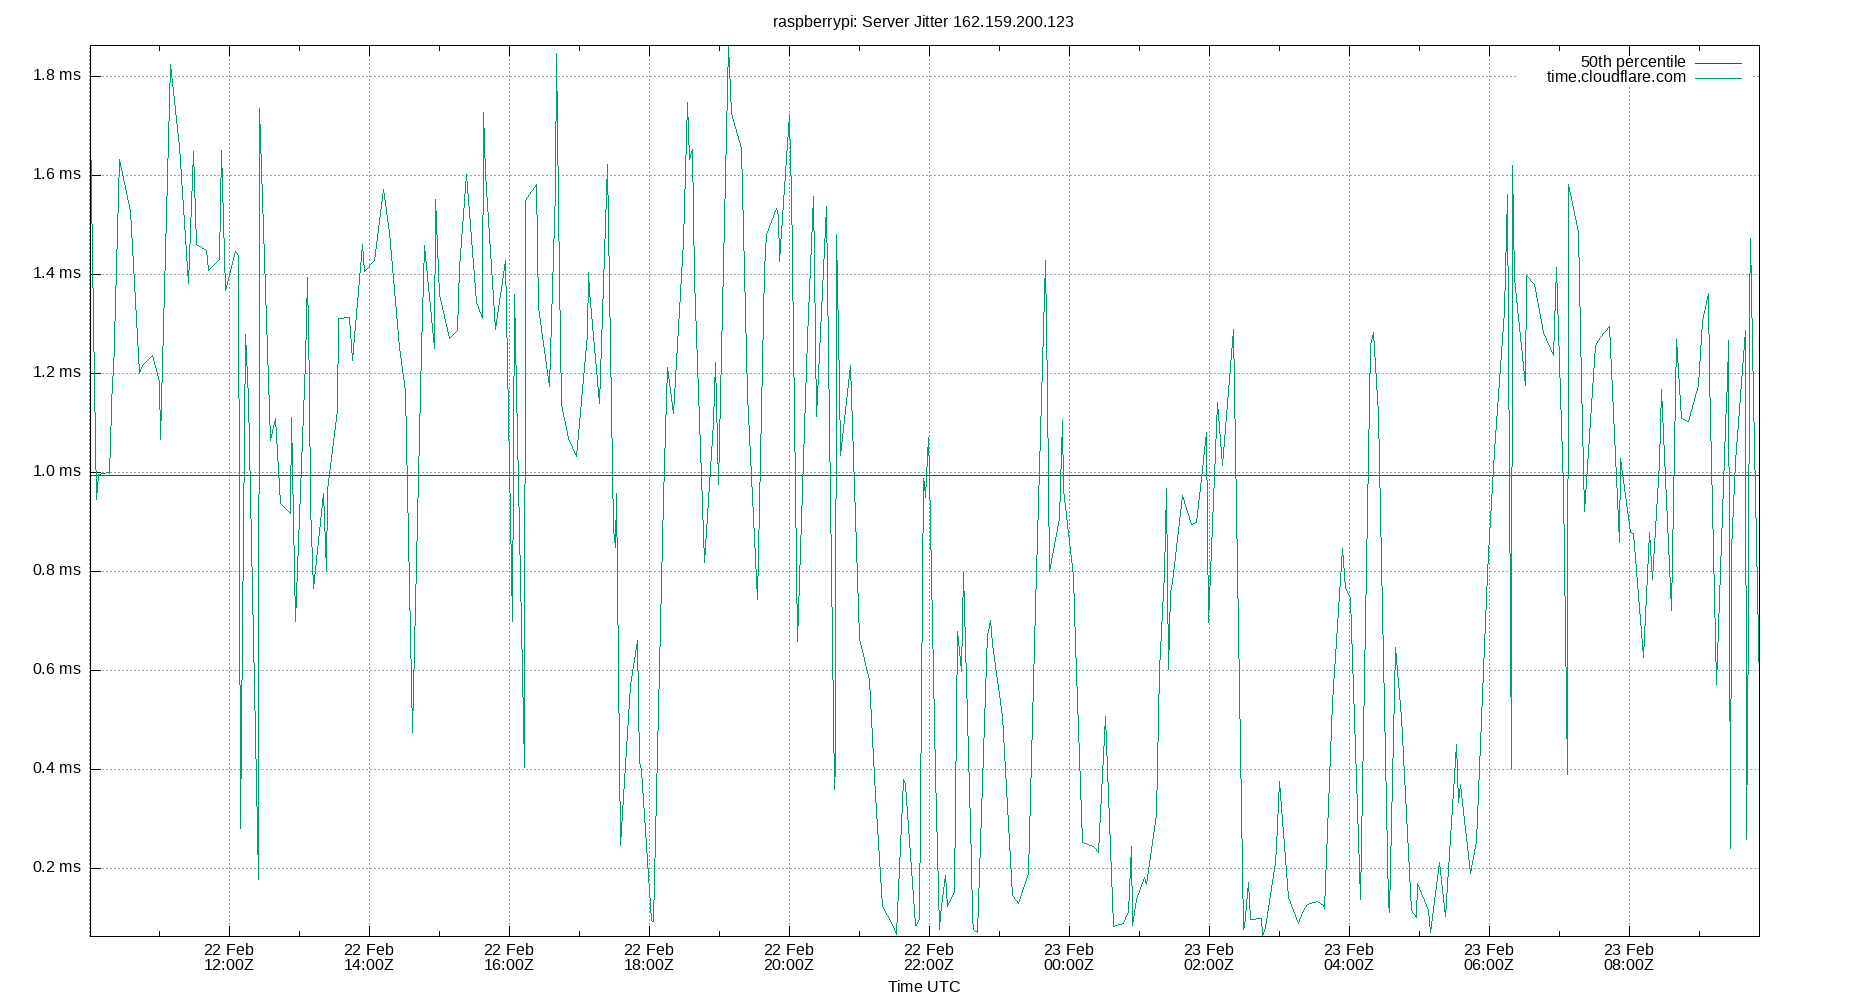 raspberrypi: Server Jitter 162.159.200.123
50th percentile
time.cloudflare.com
1.8 ms
1.6 ms
1.4 ms
1.2 ms
1.0 ms
0.8 ms
0.6 ms
0.4 ms
0.2 ms
22 Feb 22 Feb 22 Feb 22 Feb 22 Feb 22 Feb 23 Feb 23 Feb 23 Feb 23 Feb 23 Feb
12:00Z 14:00Z 16:00Z 18:00Z 20:00Z 22:00Z 00:00Z 02:00Z 04:00Z 06:00Z 08:00Z
Time UTC